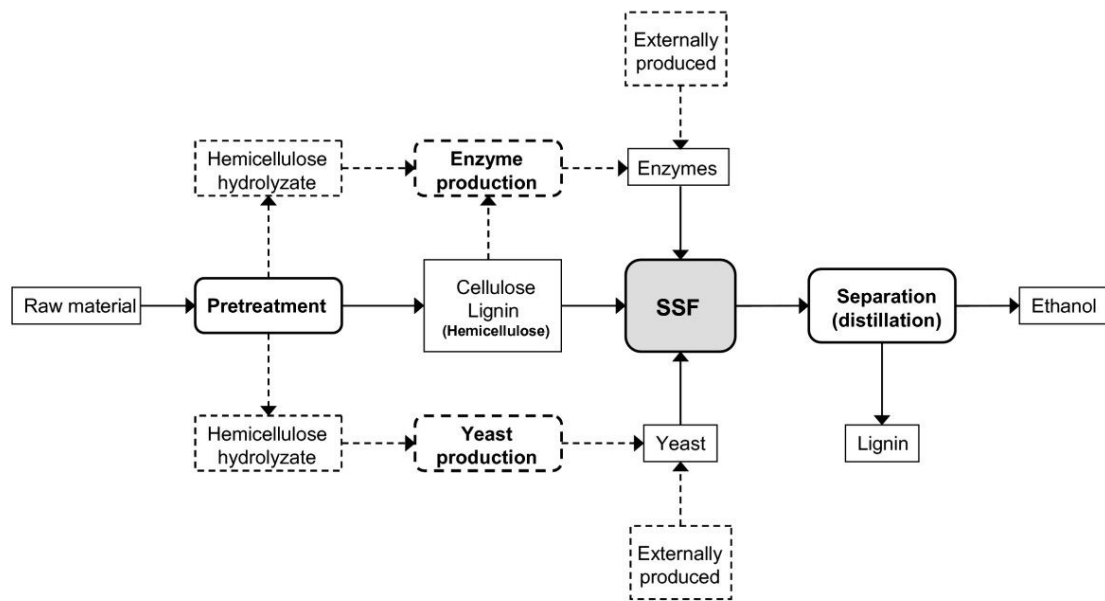 Externally
produced
Hemicellulose
hydrolyzate
Enzyme
production
Enzymes
Raw material
Pretreatment
Cellulose
Lignin
(Hemicellulose)
SSF
Separation
(distillation)
Ethanol
Hemicellulose
hydrolyzate
Yeast
production
Yeast
Lignin
Externally
produced